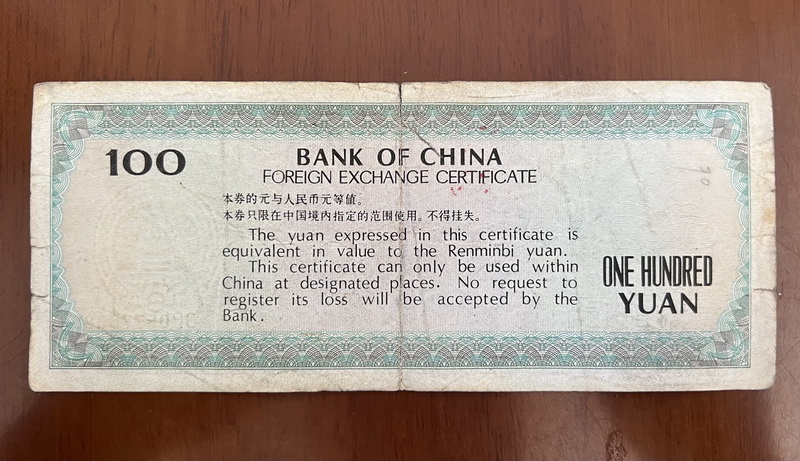 100
BANK OF CHINA
FOREIGN EXCHANGE CERTIFICATE
本券的元与人民币元等值。
本券只限在中国境内指定的范围使用。不得挂失。
The yuan expressed in this certificate is
equivalent in value to the Renminbi yuan.
This certificate can only be used within
China at designated places. No request to
register its loss will be accepted by the
Bank.
ONE HUNDRED
YUAN